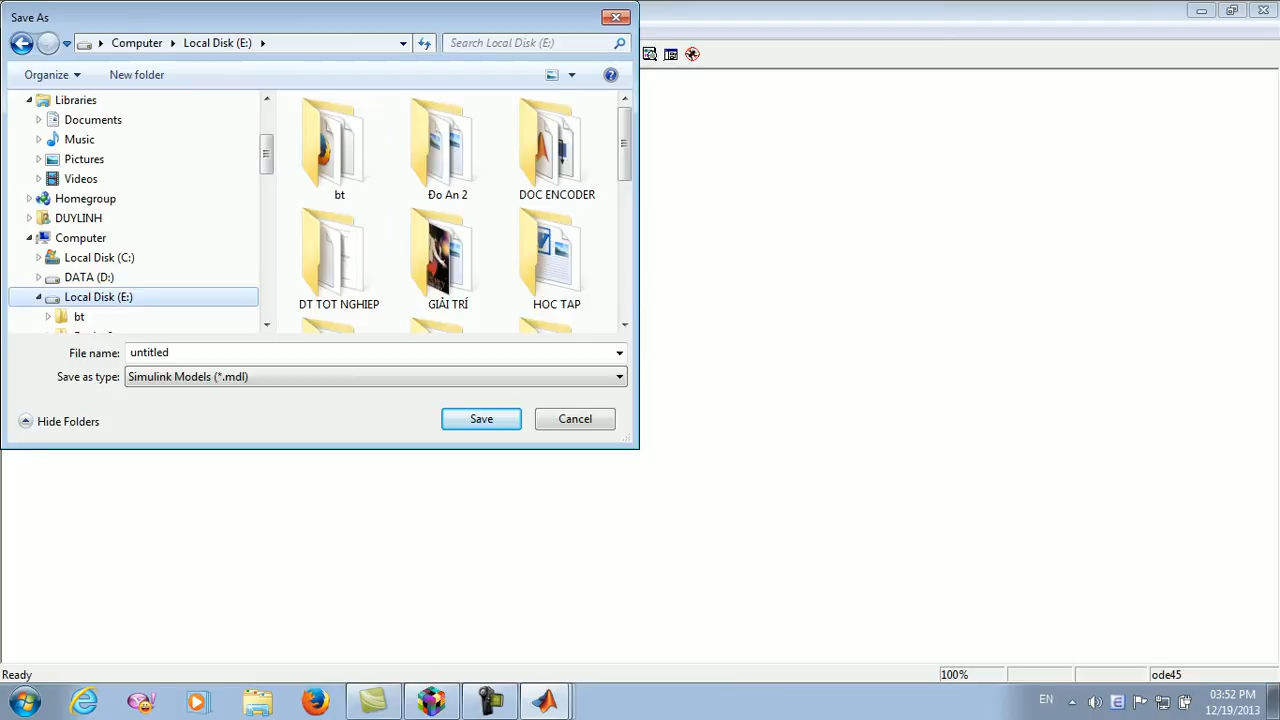 Save As
Computer
Local Disk (E:)
Search Local Disk (E:)
Organize
New folder
Libraries
Documents
Music
Pictures
Videos
Homegroup
DUYLINH
Computer
Local Disk (C:)
DATA (D:)
Local Disk (E:)
bt
bt
Đo An 2
DOC ENCODER
DT TOT NGHIEP
GIẢI TRÍ
HOC TAP
File name: untitled
Save as type: Simulink Models (*.mdl)
Hide Folders
Save
Cancel
Ready
100%
ode45
EN
03:52 PM
12/19/2013